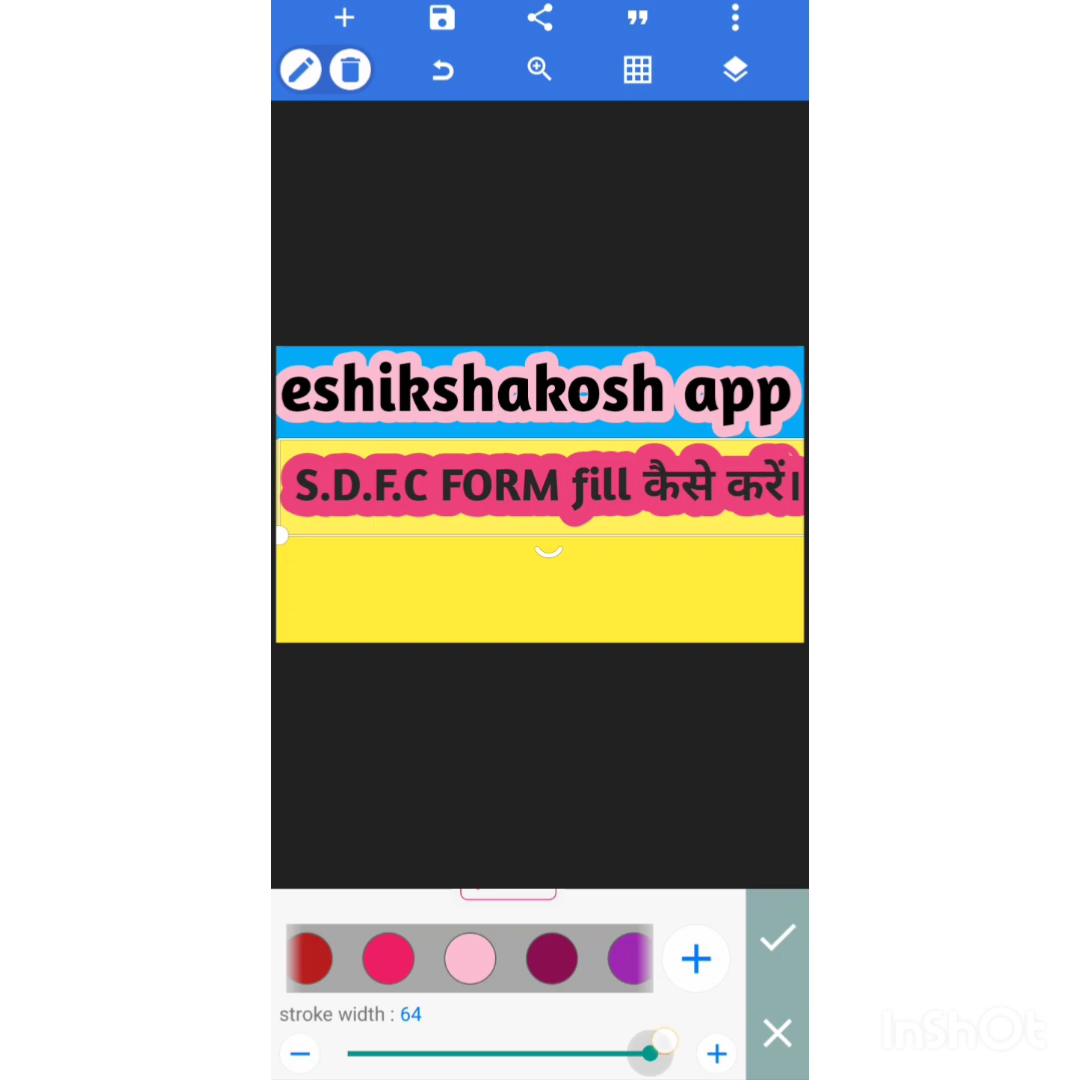 eshikshakosh app
S.D.F.C FORM fill कैसे करें।
stroke width : 64
InShOt